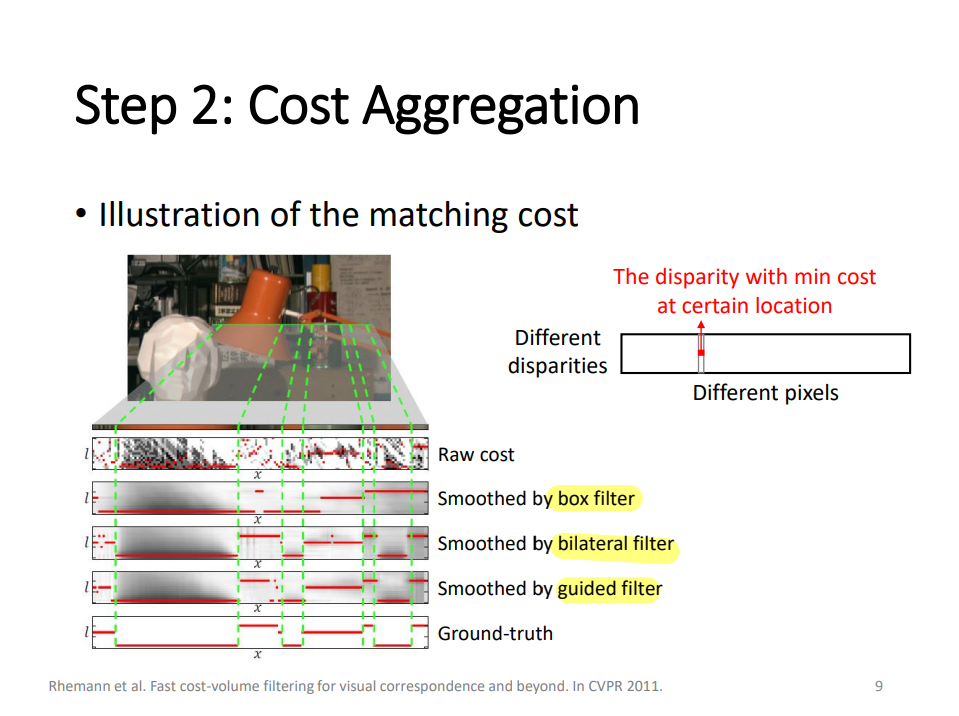 Step 2: Cost Aggregation
• Illustration of the matching cost
The disparity with min cost
at certain location
Different
disparities
Different pixels
l
Raw cost
x
l
Smoothed by box filter
x
l
Smoothed by bilateral filter
x
l
Smoothed by guided filter
x
l
Ground-truth
x
Rhemann et al. Fast cost-volume filtering for visual correspondence and beyond. In CVPR 2011.
9